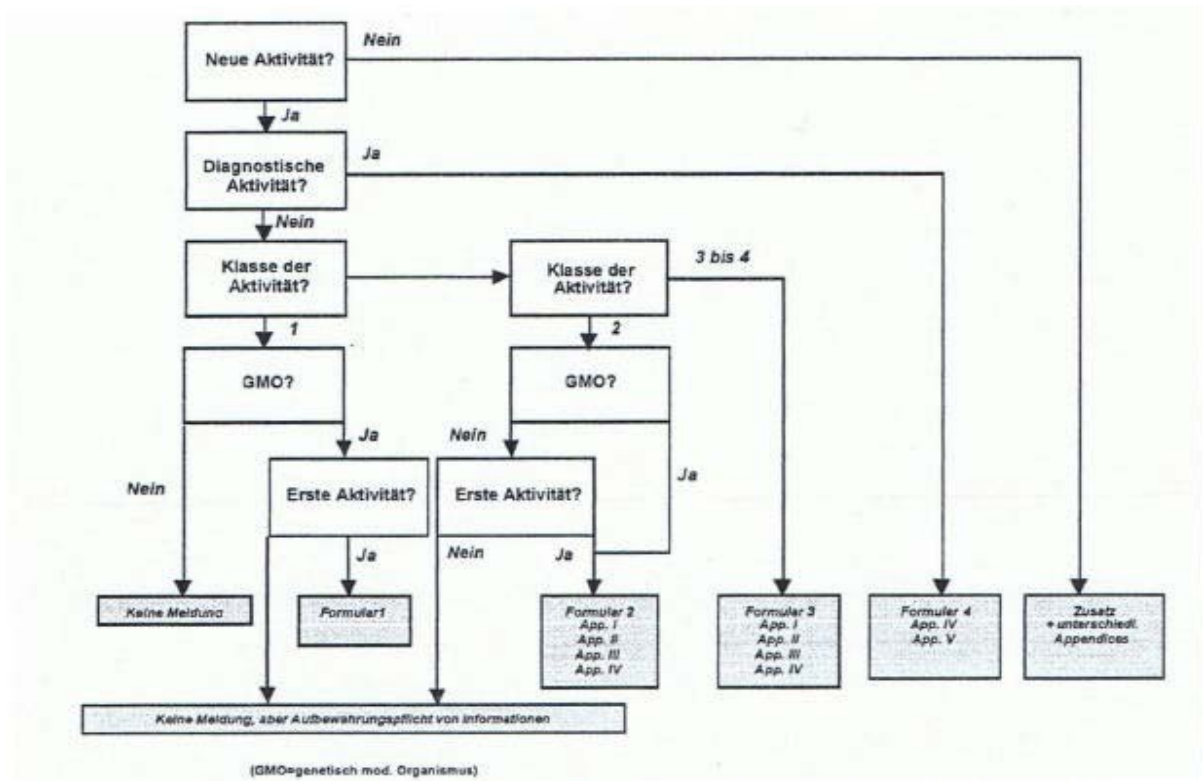 Nein
Neue Aktivität?
Ja
Diagnostische
Aktivität?
Ja
Nein
Klasse der
Aktivität?
Klasse der
Aktivität?
3 bis 4
1
2
GMO?
GMO?
Ja
Nein
Nein
Ja
Erste Aktivität?
Erste Aktivität?
Ja
Nein
Ja
Keine Meldung
Formular1
Formular 2
App. I
App. II
App. III
App. IV
Formular 3
App. I
App. II
App. III
App. IV
Formular 4
App. IV
App. V
Zusatz
+ unterschiedl.
Appendices
Keine Meldung, aber Aufbewahrungspflicht von Informationen
(GMO=genetisch mod. Organismus)